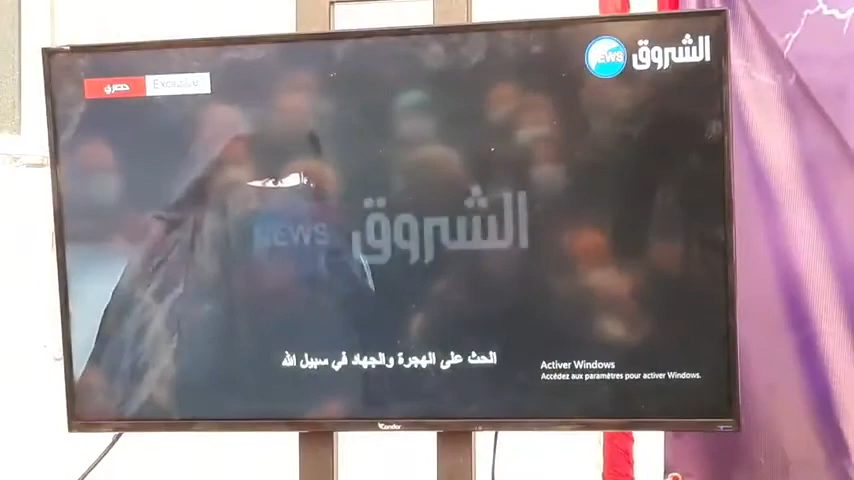 حصري Exclusive
NEWS الشروق
NEWS الشروق
الحث على الهجرة والجهاد في سبيل الله
Activer Windows
Accédez aux paramètres pour activer Windows.
Condor